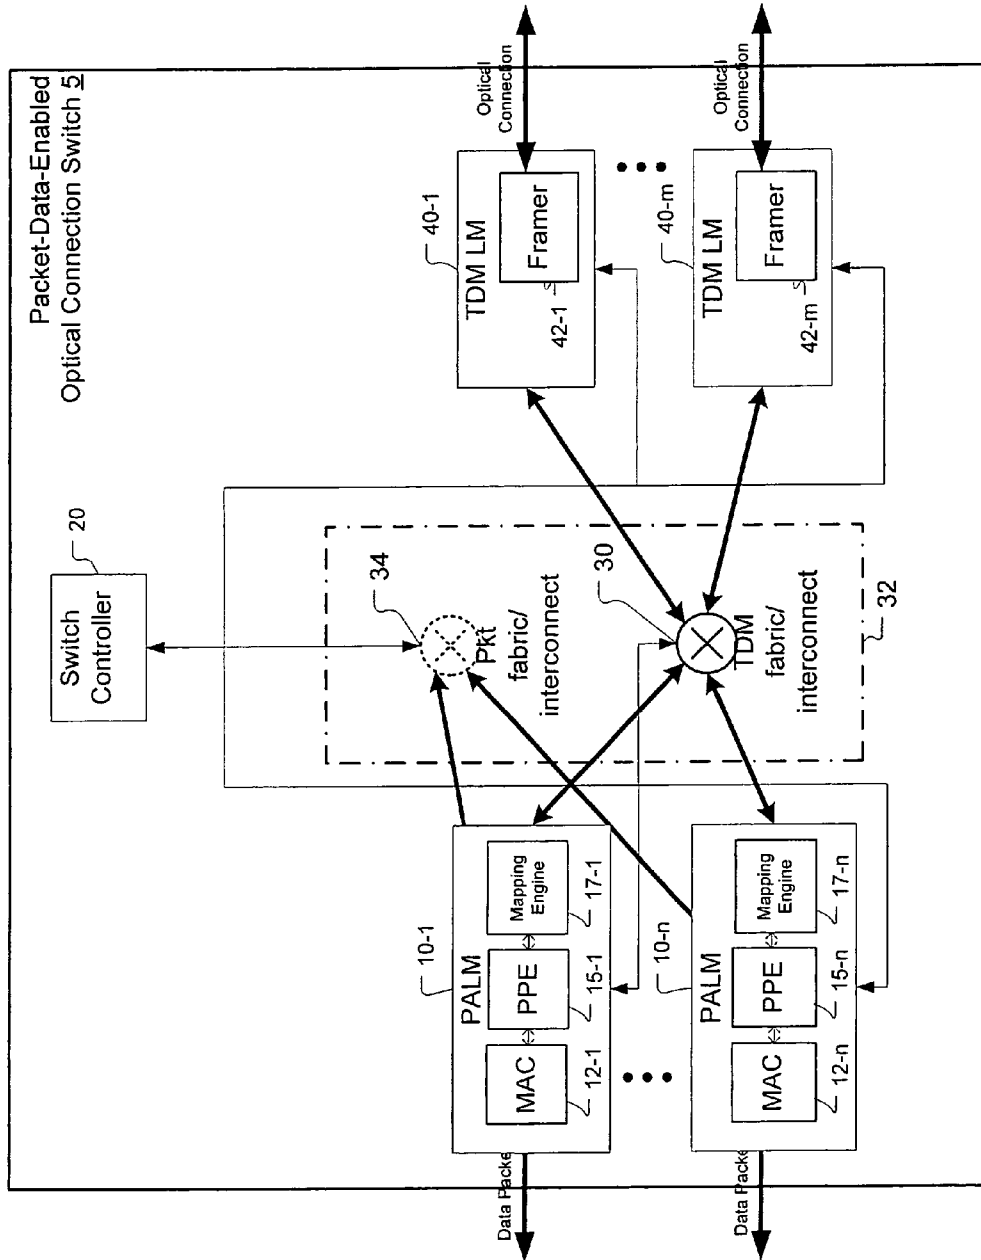 Packet-Data-Enabled
Optical Connection Switch 5
Switch
Controller
20
34
Pkt
fabric/
interconnect
30
TDM
fabric/
interconnect
32
10-1
PALM
MAC
PPE
Mapping
Engine
12-1
15-1
17-1
Data Packe
10-n
PALM
MAC
PPE
Mapping
Engine
12-n
15-n
17-n
Data Packe
40-1
TDM LM
Framer
42-1
Optical
Connection
40-m
TDM LM
Framer
42-m
Optical
Connection